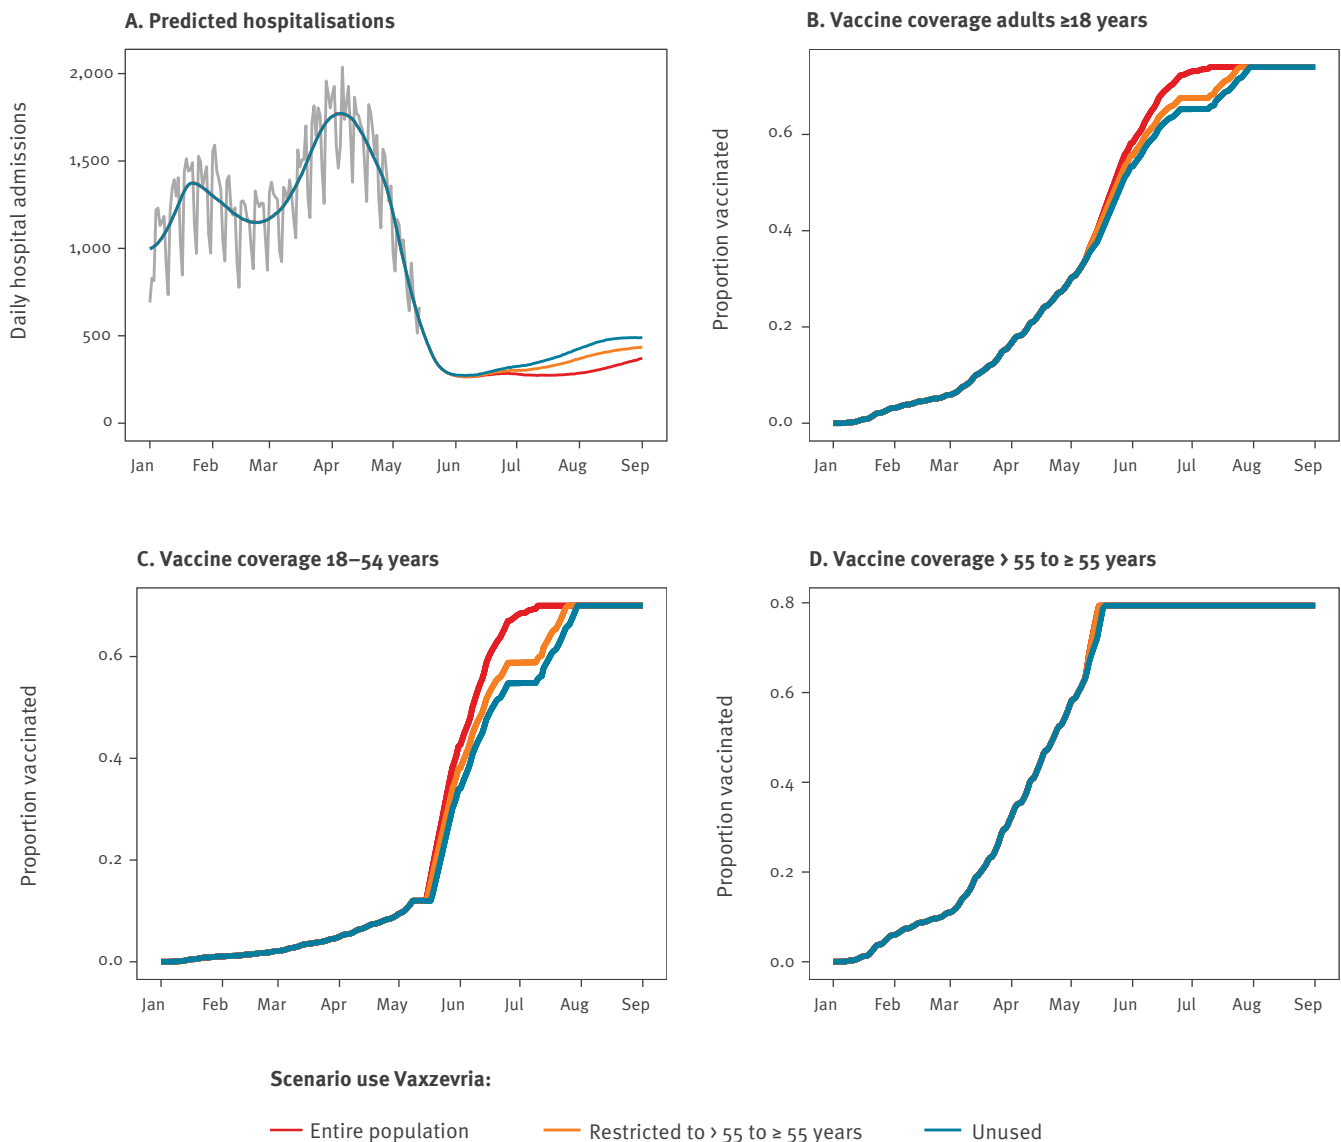 A. Predicted hospitalisations
Daily hospital admissions
2,000
1,500
1,000
500
0
Jan Feb Mar Apr May Jun Jul Aug Sep
B. Vaccine coverage adults ≥18 years
Proportion vaccinated
0.6
0.4
0.2
0.0
Jan Feb Mar Apr May Jun Jul Aug Sep
C. Vaccine coverage 18–54 years
Proportion vaccinated
0.6
0.4
0.2
0.0
Jan Feb Mar Apr May Jun Jul Aug Sep
D. Vaccine coverage > 55 to ≥ 55 years
Proportion vaccinated
0.8
0.6
0.4
0.2
0.0
Jan Feb Mar Apr May Jun Jul Aug Sep
Scenario use Vaxzevria:
Entire population Restricted to > 55 to ≥ 55 years Unused